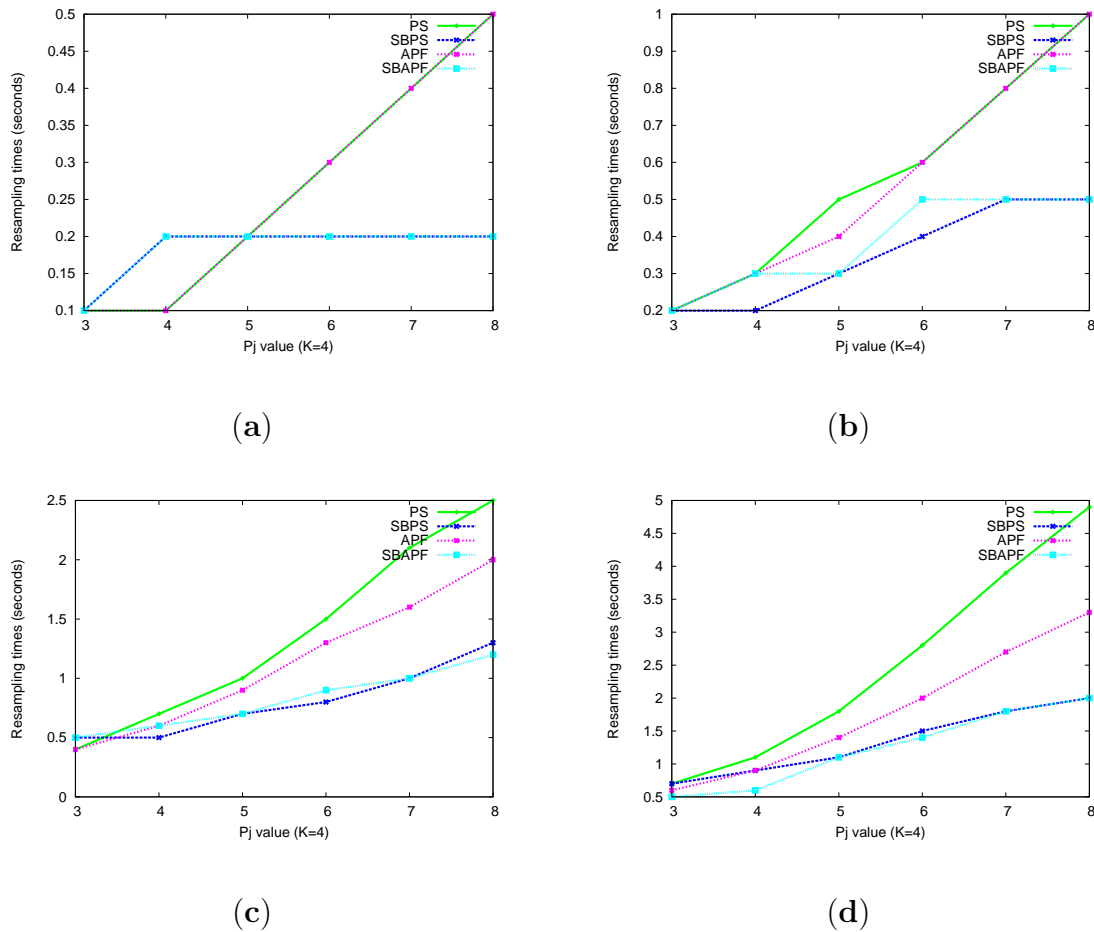 0.5
0.45
0.4
0.35
0.3
0.25
0.2
0.15
0.1
Resampling times (seconds)
3 4 5 6 7 8
Pj value (K=4)
PS
SBPS
APF
SBAPF
(a)
1
0.9
0.8
0.7
0.6
0.5
0.4
0.3
0.2
Resampling times (seconds)
3 4 5 6 7 8
Pj value (K=4)
PS
SBPS
APF
SBAPF
(b)
2.5
2
1.5
1
0.5
0
Resampling times (seconds)
3 4 5 6 7 8
Pj value (K=4)
PS
SBPS
APF
SBAPF
(c)
5
4.5
4
3.5
3
2.5
2
1.5
1
0.5
Resampling times (seconds)
3 4 5 6 7 8
Pj value (K=4)
PS
SBPS
APF
SBAPF
(d)